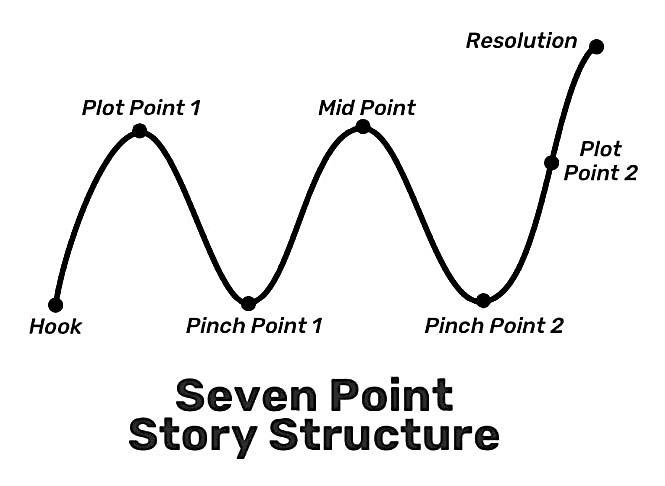 Resolution
Plot Point 1
Mid Point
Plot
Point 2
Hook
Pinch Point 1
Pinch Point 2
Seven Point
Story Structure